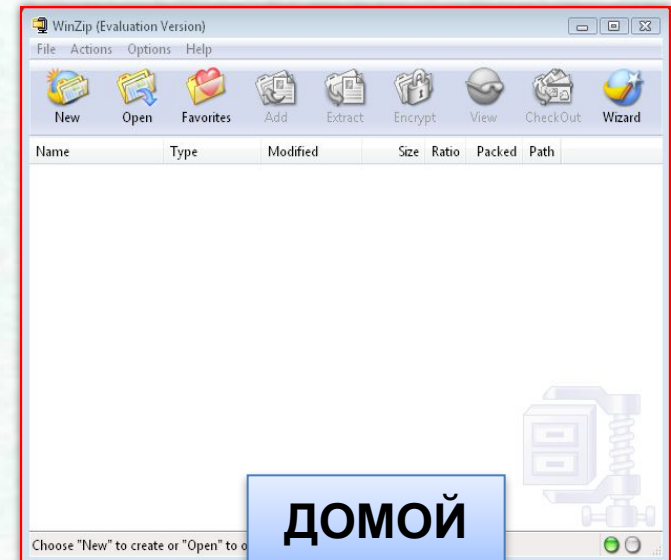 WinZip (Evaluation Version)
File Actions Options Help
New Open Favorites Add Extract Encrypt View CheckOut Wizard
Name Type Modified Size Ratio Packed Path
ДОМОЙ
Choose "New" to create or "Open" to o